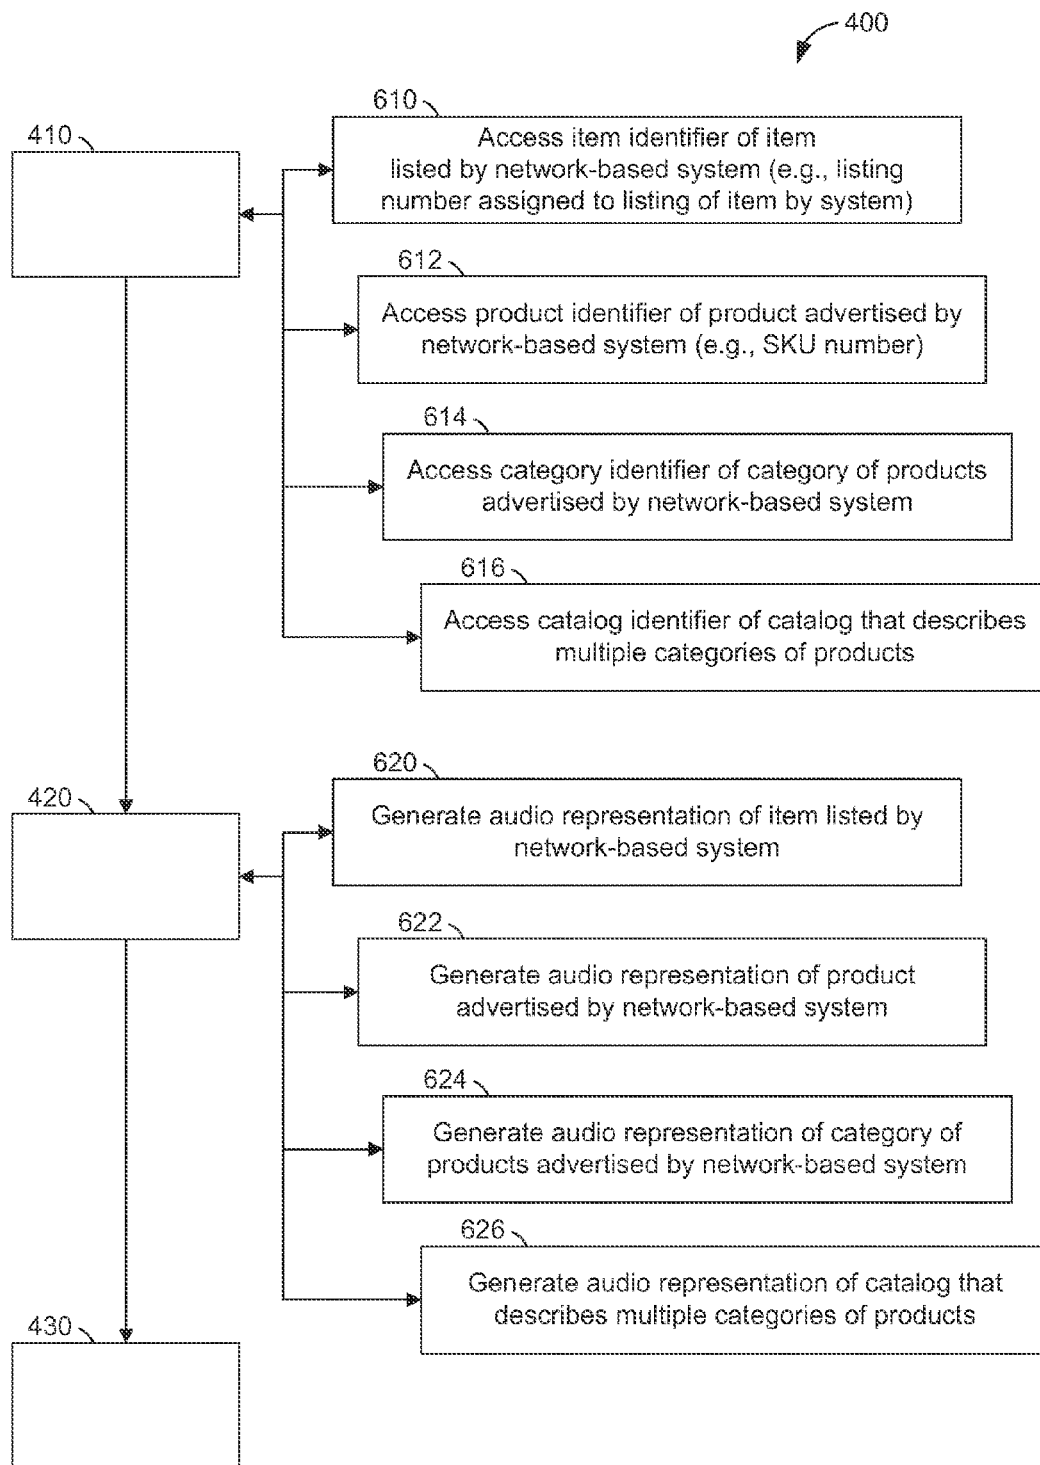 400
410
610
Access item identifier of item
listed by network-based system (e.g., listing
number assigned to listing of item by system)
612
Access product identifier of product advertised by
network-based system (e.g., SKU number)
614
Access category identifier of category of products
advertised by network-based system
616
Access catalog identifier of catalog that describes
multiple categories of products
420
620
Generate audio representation of item listed by
network-based system
622
Generate audio representation of product
advertised by network-based system
624
Generate audio representation of category of
products advertised by network-based system
626
Generate audio representation of catalog that
describes multiple categories of products
430